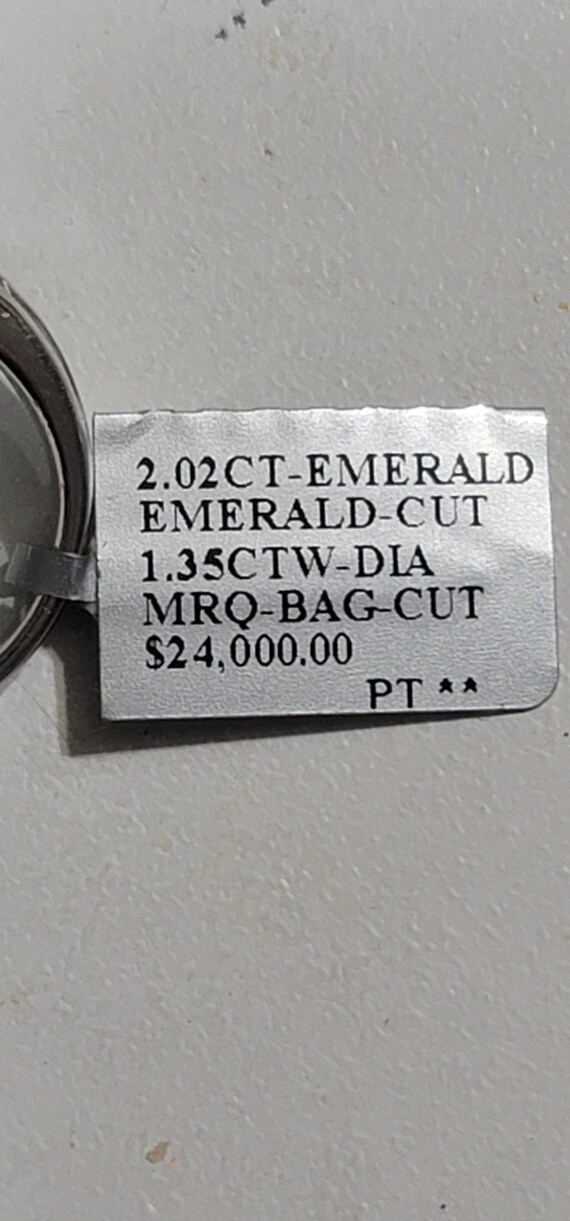 2.02CT-EMERALD
EMERALD-CUT
1.35CTW-DIA
MRQ-BAG-CUT
$24,000.00
PT **